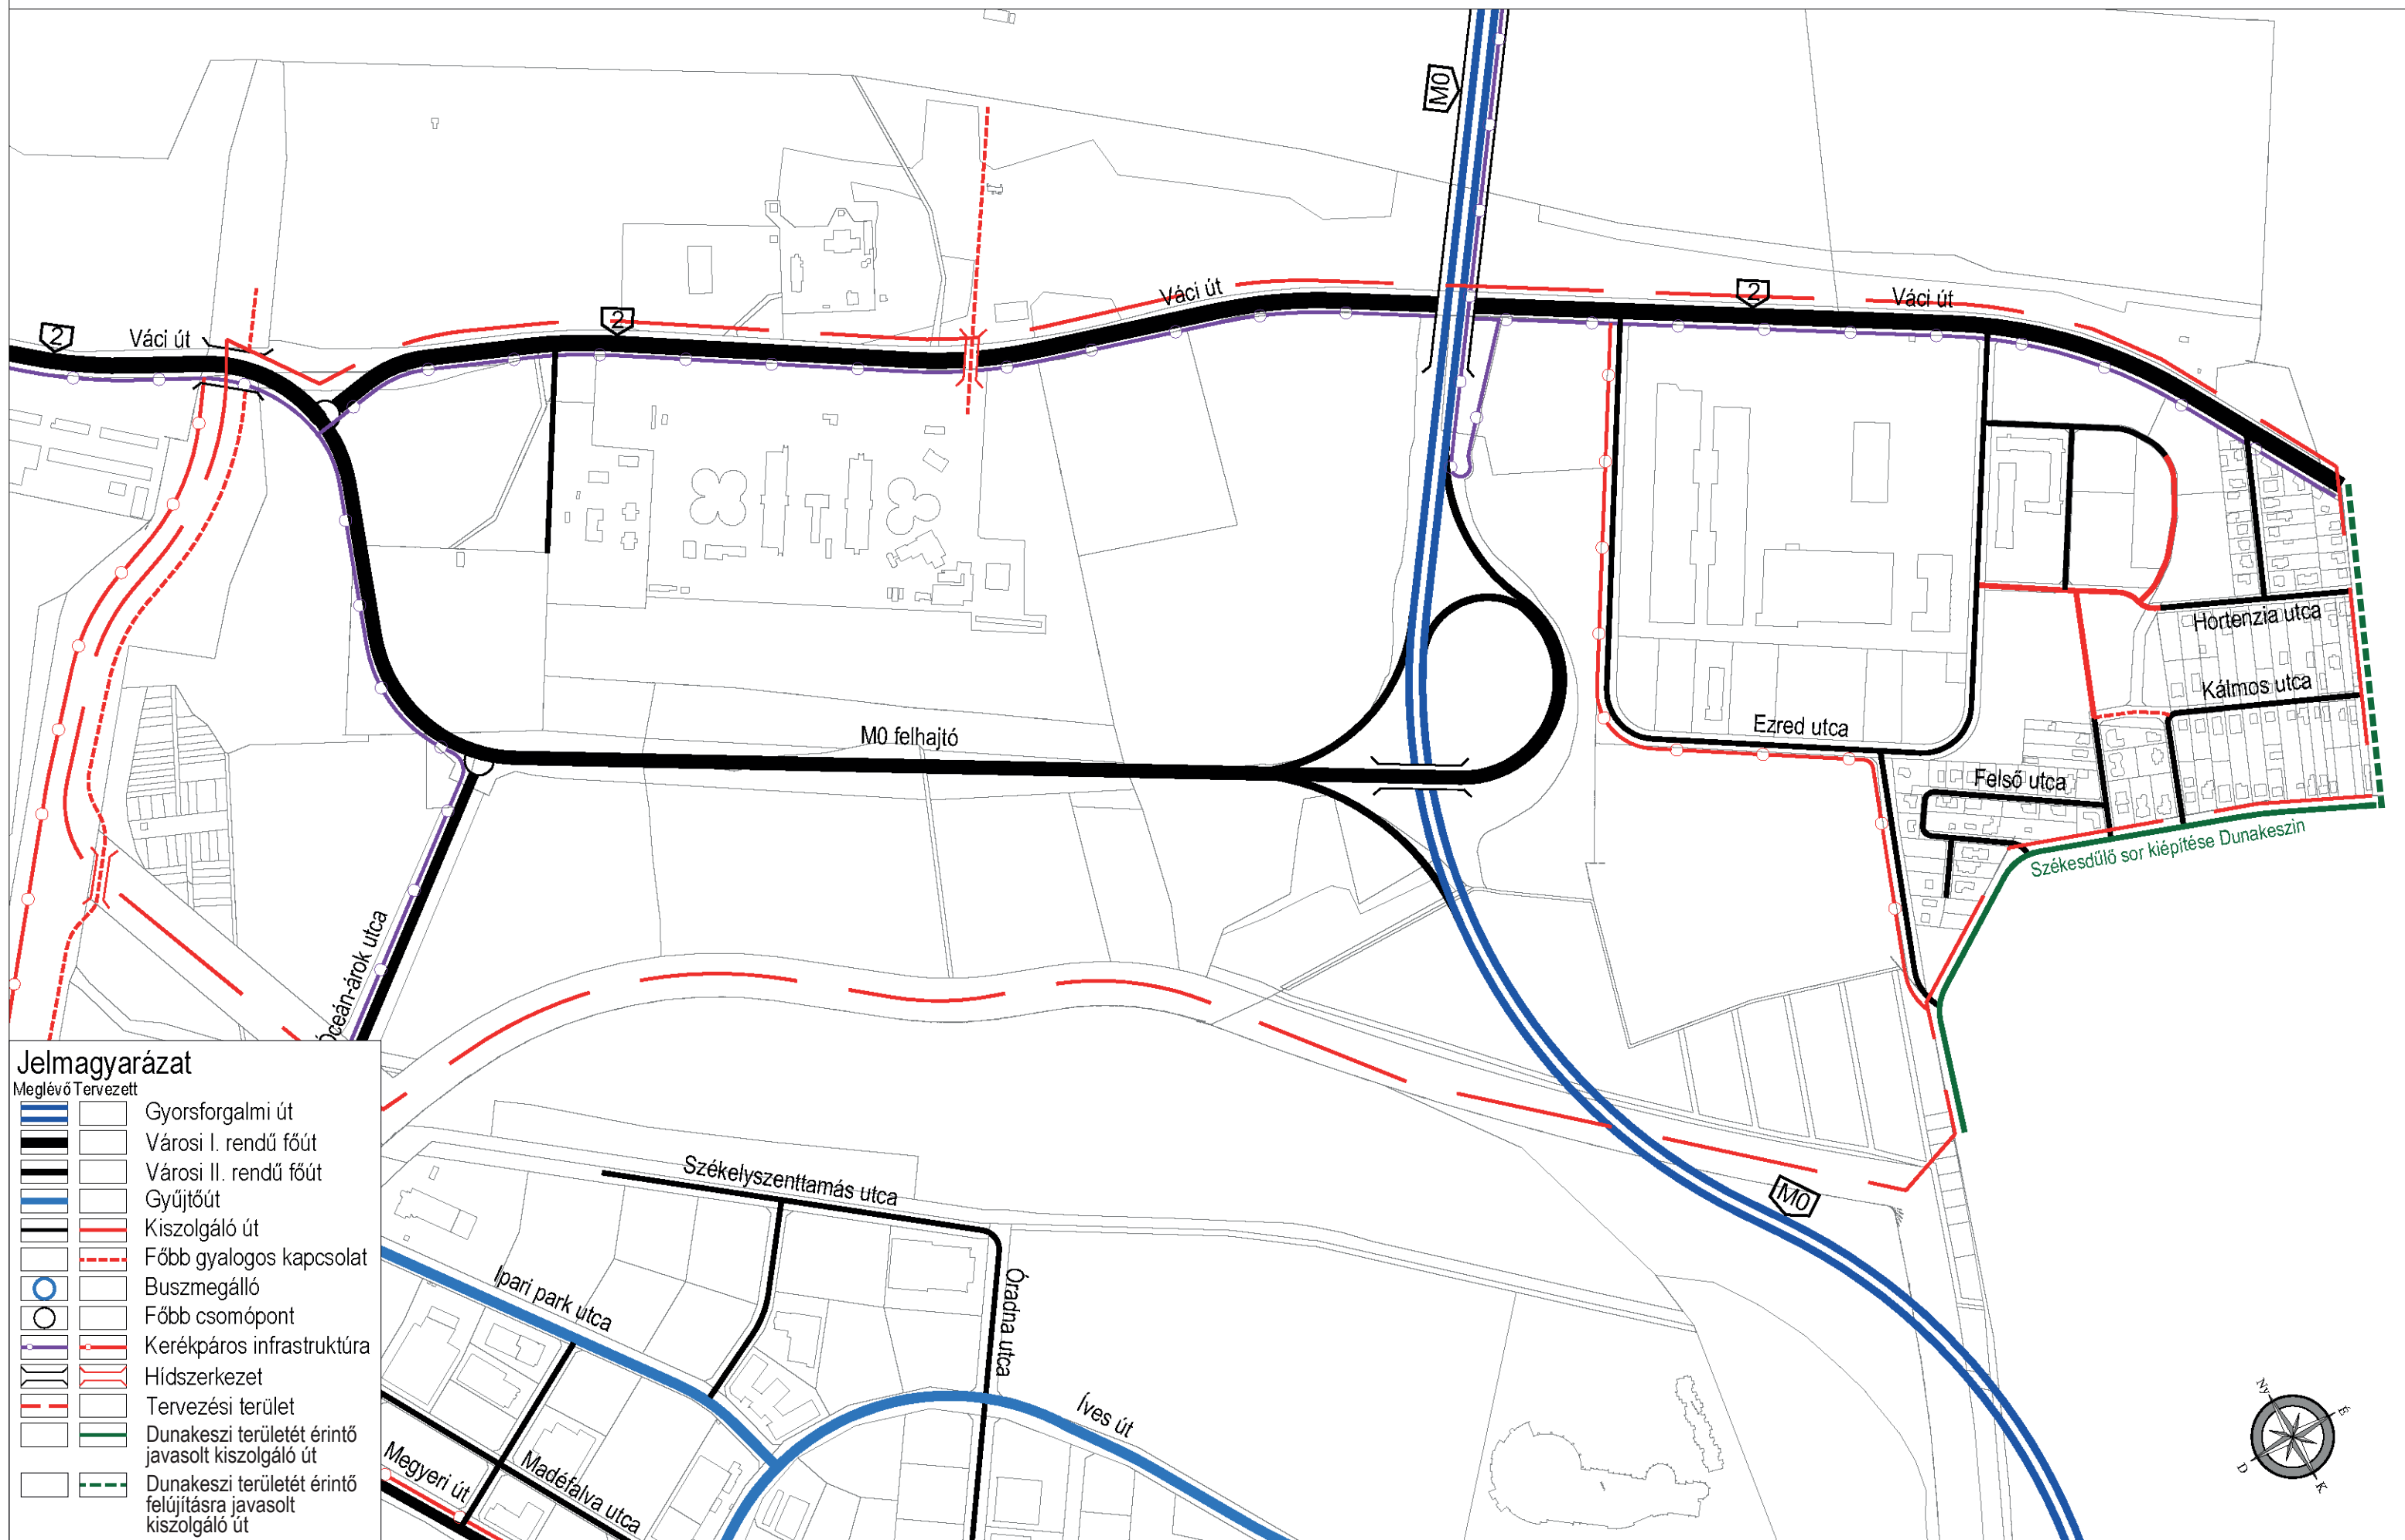 M0
2
Váci út
2
Váci út
2
Váci út
Hortenzia utca
Kálmos utca
Ezred utca
M0 felhajtó
Felső utca
Székesdűlő sor kiépítése Dunakeszin
Óceán-árok utca
Székelyszenttamás utca
M0
Óradna utca
Ipari park utca
Íves út
Megyeri út
Madéfalva utca
Jelmagyarázat
Meglévő Tervezett
Gyorsforgalmi út
Városi I. rendű főút
Városi II. rendű főút
Gyűjtőút
Kiszolgáló út
Főbb gyalogos kapcsolat
Buszmegálló
Főbb csomópont
Kerékpáros infrastruktúra
Hídszerkezet
Tervezési terület
Dunakeszi területét érintő
javasolt kiszolgáló út
Dunakeszi területét érintő
felújításra javasolt
kiszolgáló út
Ny
É
D
K